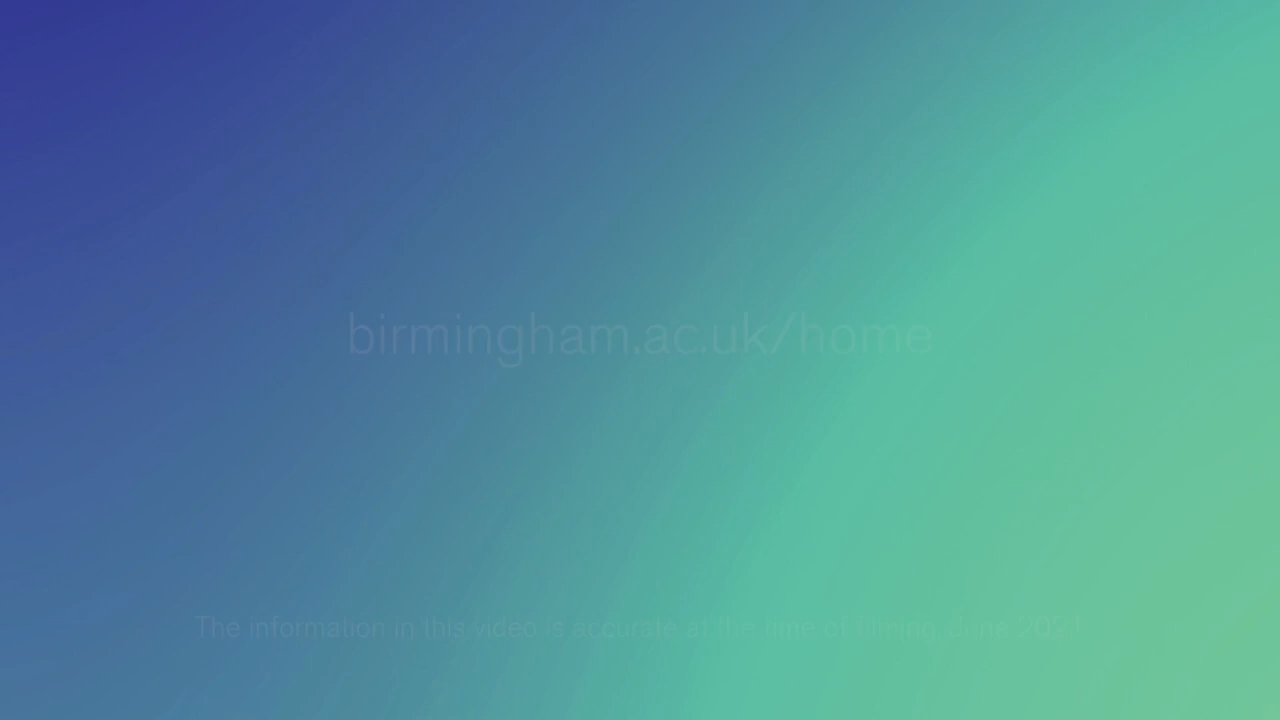 birmingham.ac.uk/home
The information in this video is accurate at the time of filming June 2021